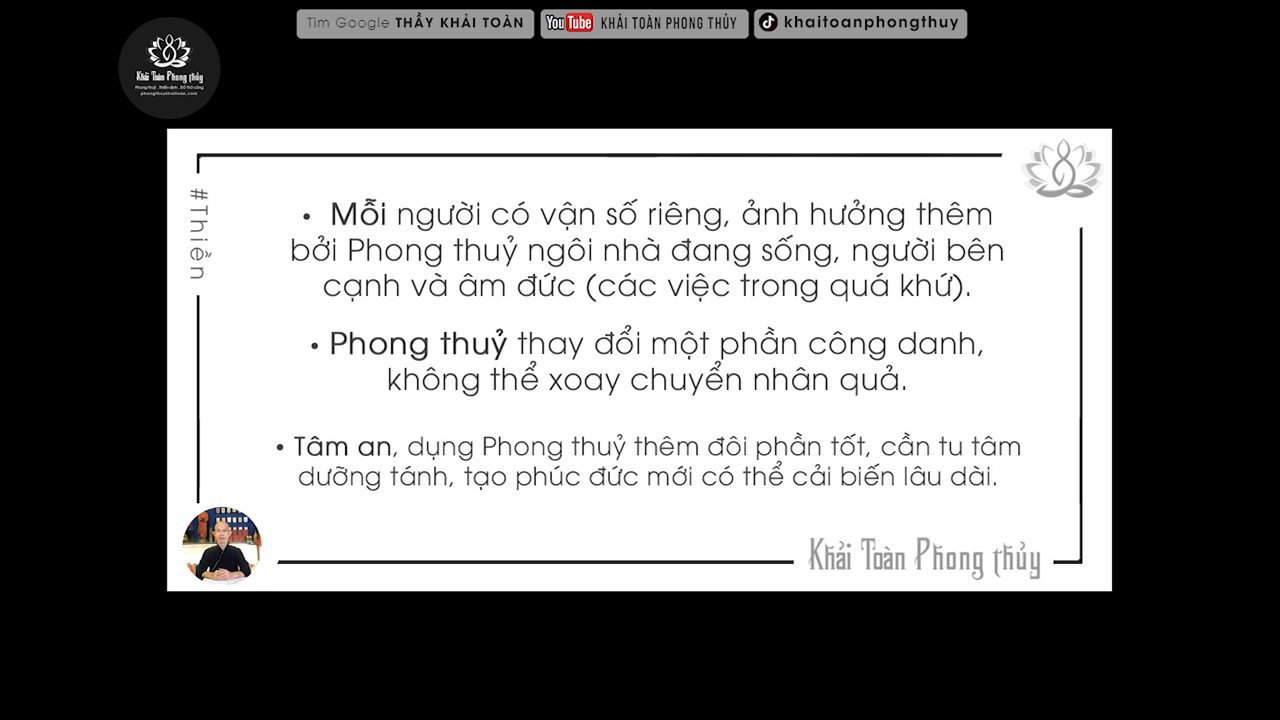 Tìm Google THẦY KHẢI TOÀN
YouTube KHẢI TOÀN PHONG THỦY
khaitoanphongthuy
Khải Toàn Phong thủy
phongthuykhaitoan.com
#Thiền
• Mỗi người có vận số riêng, ảnh hưởng thêm
bởi Phong thuỷ ngôi nhà đang sống, người bên
cạnh và âm đức (các việc trong quá khứ).
• Phong thuỷ thay đổi một phần công danh,
không thể xoay chuyển nhân quả.
• Tâm an, dụng Phong thuỷ thêm đôi phần tốt, cần tu tâm
dưỡng tánh, tạo phúc đức mới có thể cải biến lâu dài.
Khải Toàn Phong thủy